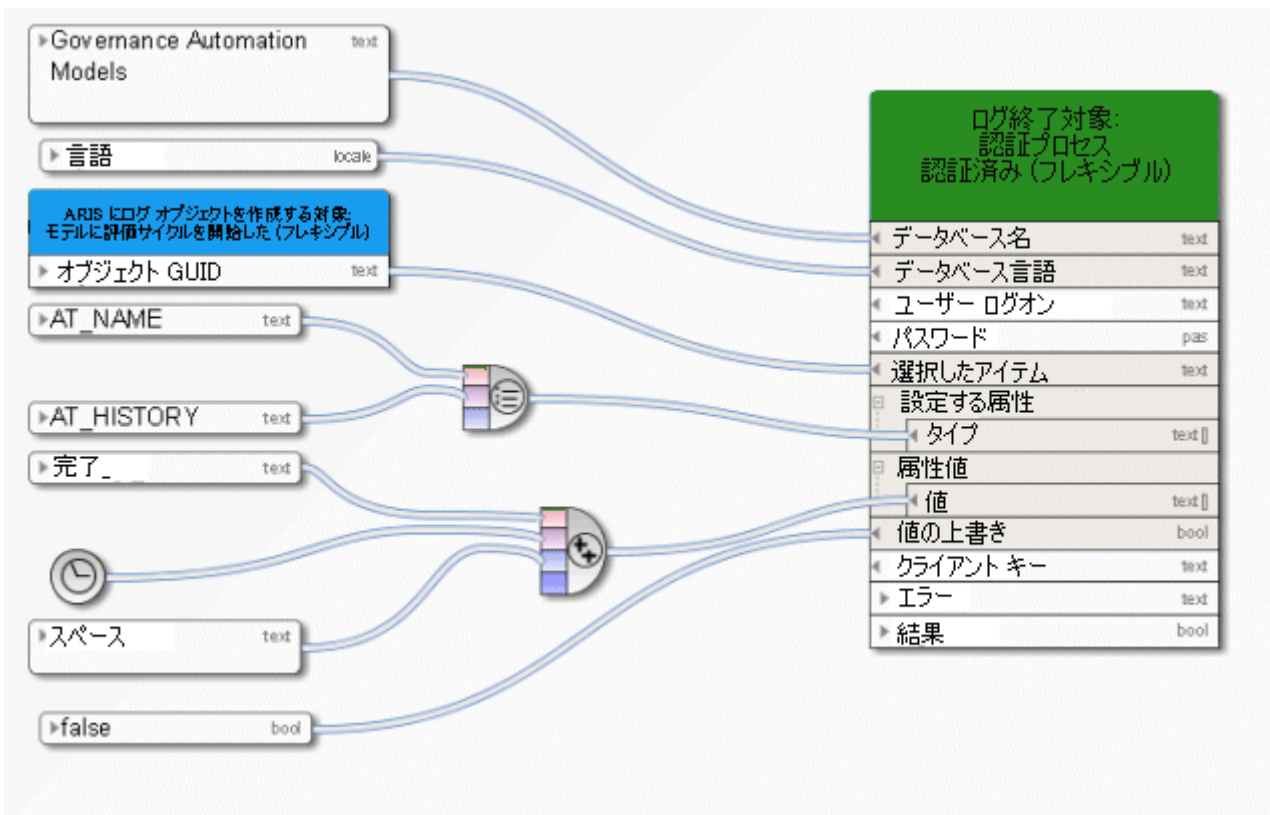 Governance Automation text
Models
言語 locale
ARIS にログ オブジェクトを作成する対象:
モデルに評価サイクルを開始した (フレキシブル)
オブジェクト GUID text
AT_NAME text
AT_HISTORY text
完了_ text
スペース text
false bool
ログ終了対象:
認証プロセス
認証済み (フレキシブル)
データベース名 text
データベース言語 text
ユーザー ログオン text
パスワード pas
選択したアイテム text
設定する属性
タイプ text[]
属性値
値 text[]
値の上書き bool
クライアント キー text
エラー text
結果 bool